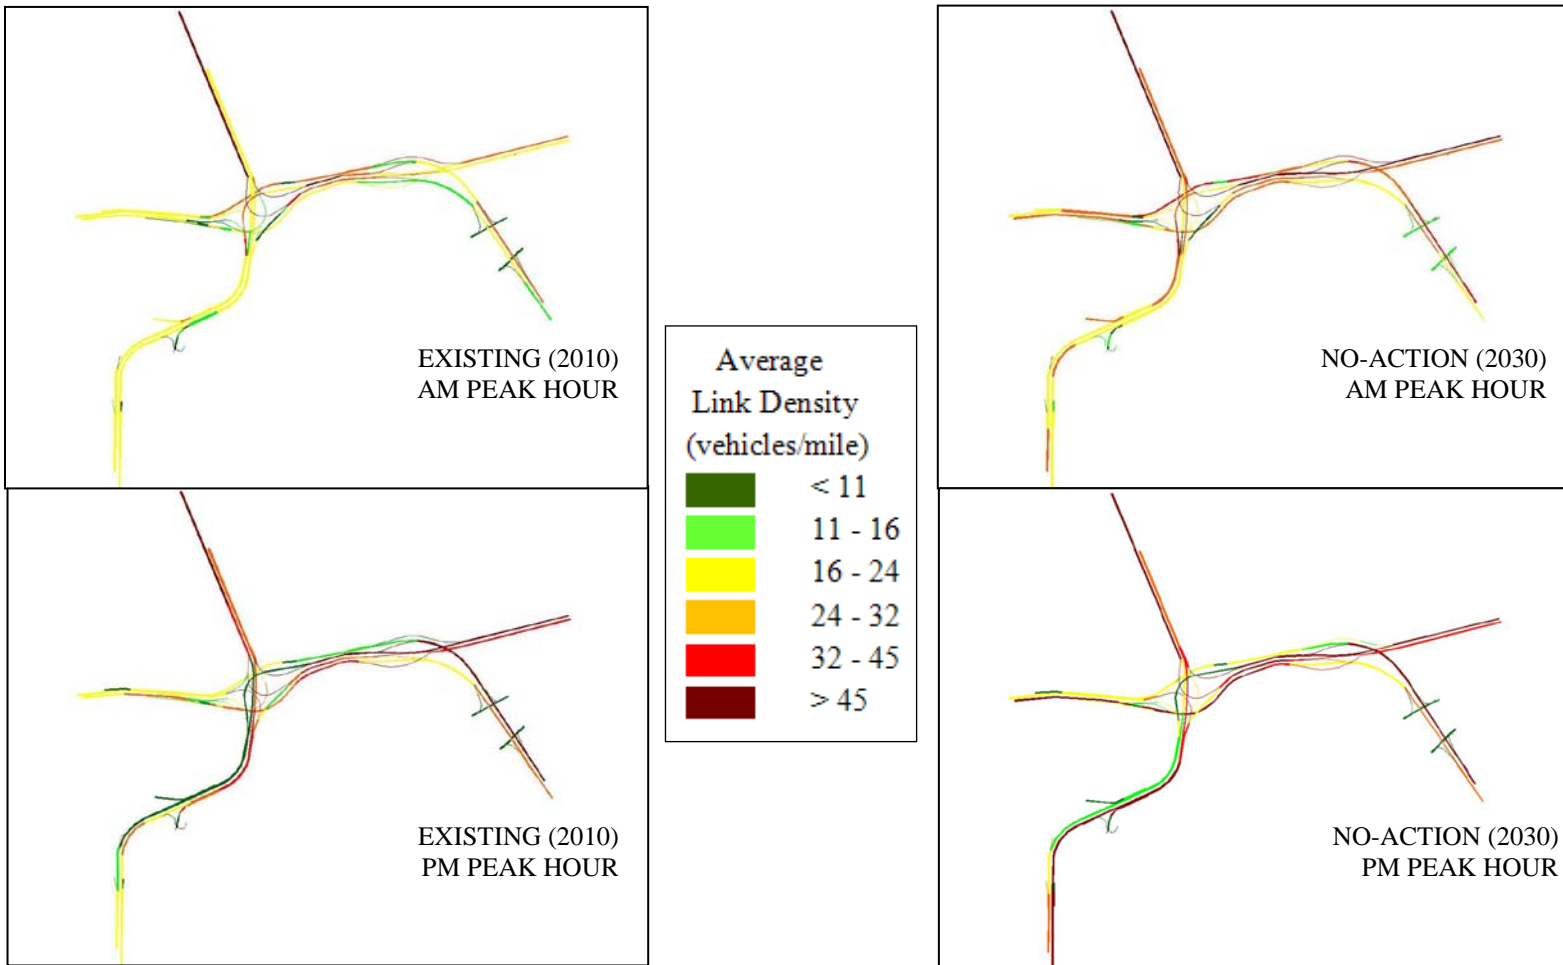 EXISTING (2010)
AM PEAK HOUR
NO-ACTION (2030)
AM PEAK HOUR
Average
Link Density
(vehicles/mile)
< 11
11 - 16
16 - 24
24 - 32
32 - 45
> 45
EXISTING (2010)
PM PEAK HOUR
NO-ACTION (2030)
PM PEAK HOUR